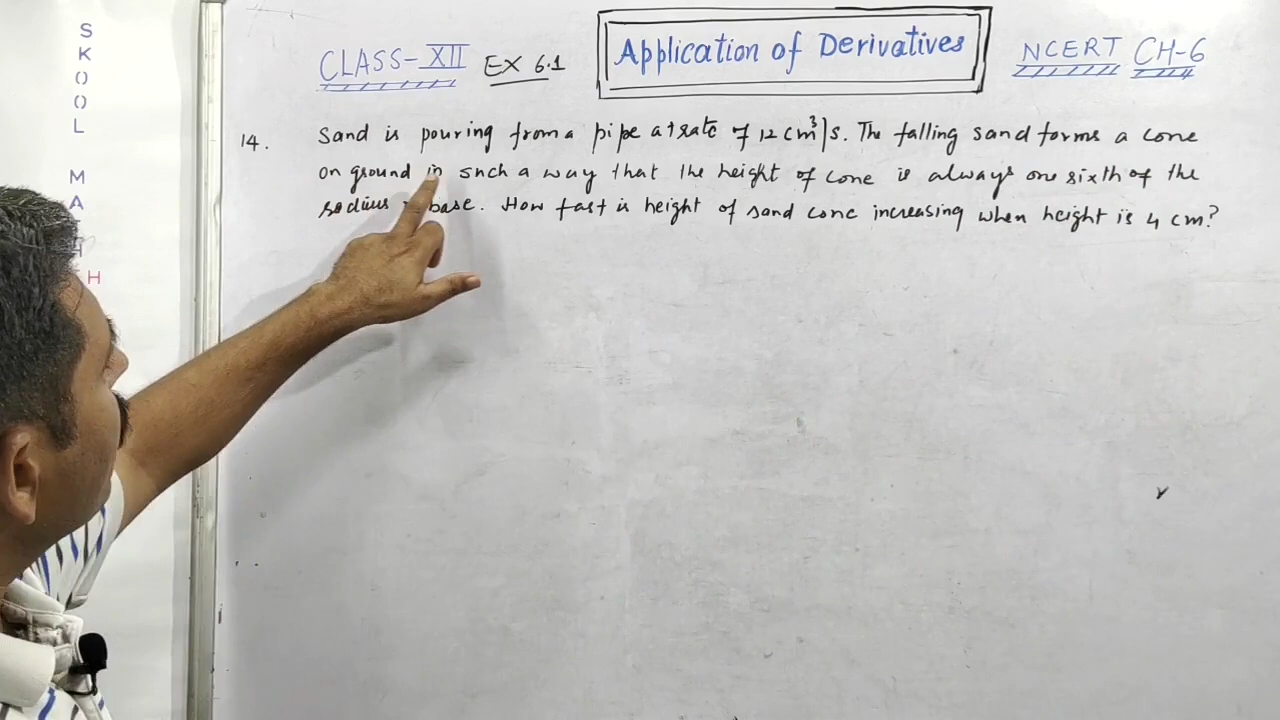 SKOOL MATH
CLASS-XII EX 6.1
Application of Derivatives
NCERT CH-6
14. Sand is pouring from a pipe at rate of 12 cm³/s. The falling sand forms a cone
on ground in such a way that the height of cone is always one sixth of the
radius base. How fast is height of sand cone increasing when height is 4 cm?